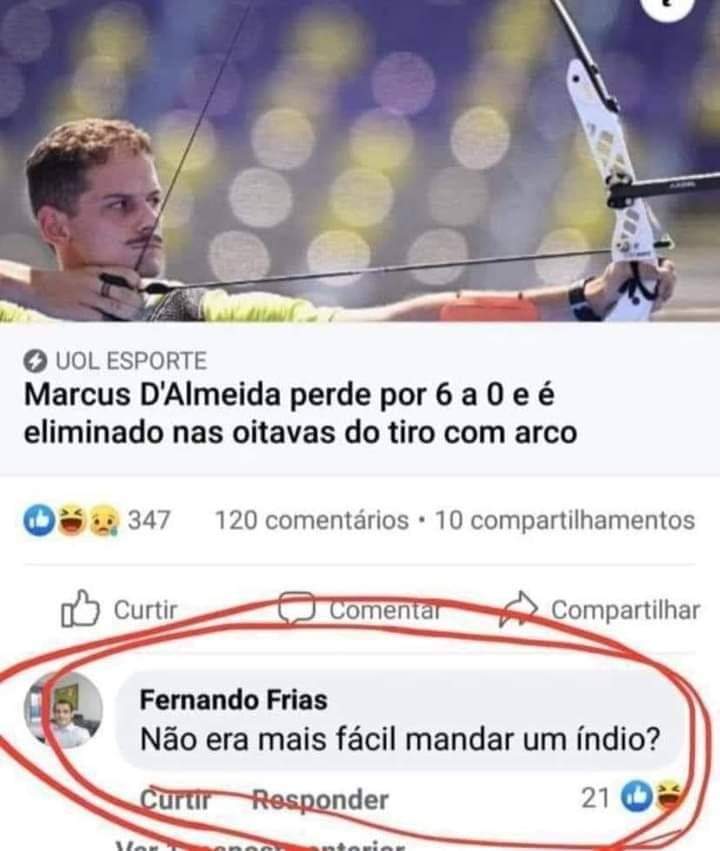 UOL ESPORTE
Marcus D'Almeida perde por 6 a 0 e é
eliminado nas oitavas do tiro com arco
347 120 comentários • 10 compartilhamentos
Curtir Comentar Compartilhar
Fernando Frias
Não era mais fácil mandar um índio?
Curtir Responder 21
Ver